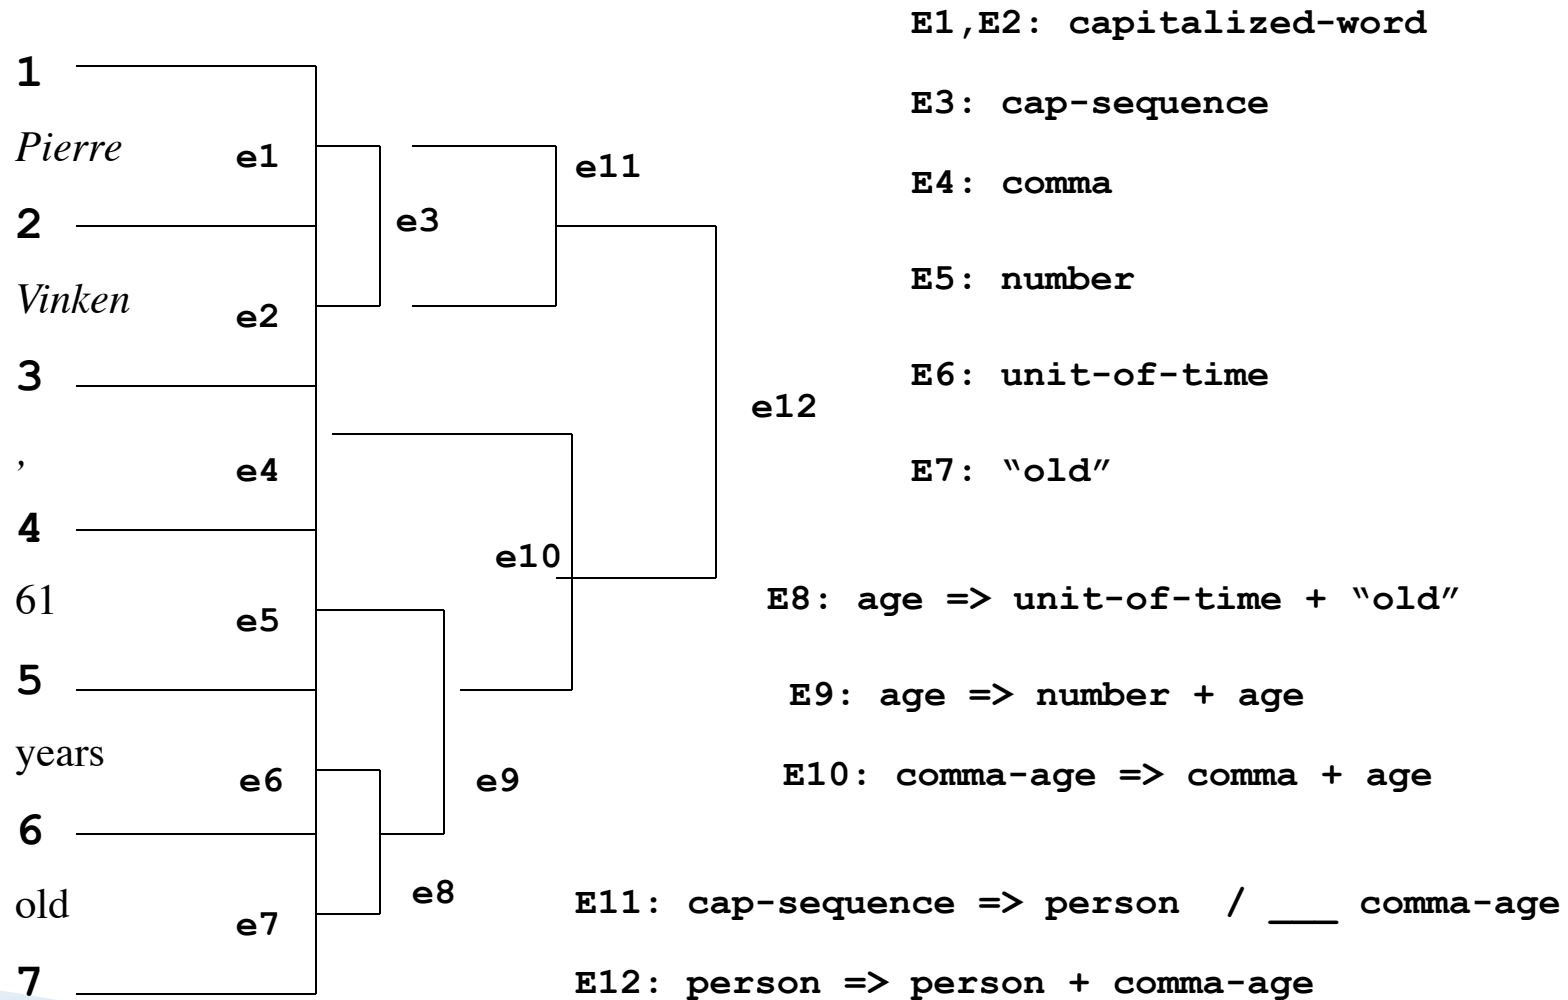 E1,E2: capitalized-word
1
E3: cap-sequence
Pierre
e1
e11
E4: comma
2
e3
Vinken
e2
E5: number
3
E6: unit-of-time
e12
,
e4
E7: “old”
4
e10
61
e5
E8: age => unit-of-time + “old”
5
E9: age => number + age
years
e6
e9
E10: comma-age => comma + age
6
old
e7
e8
E11: cap-sequence => person / ___ comma-age
7
E12: person => person + comma-age